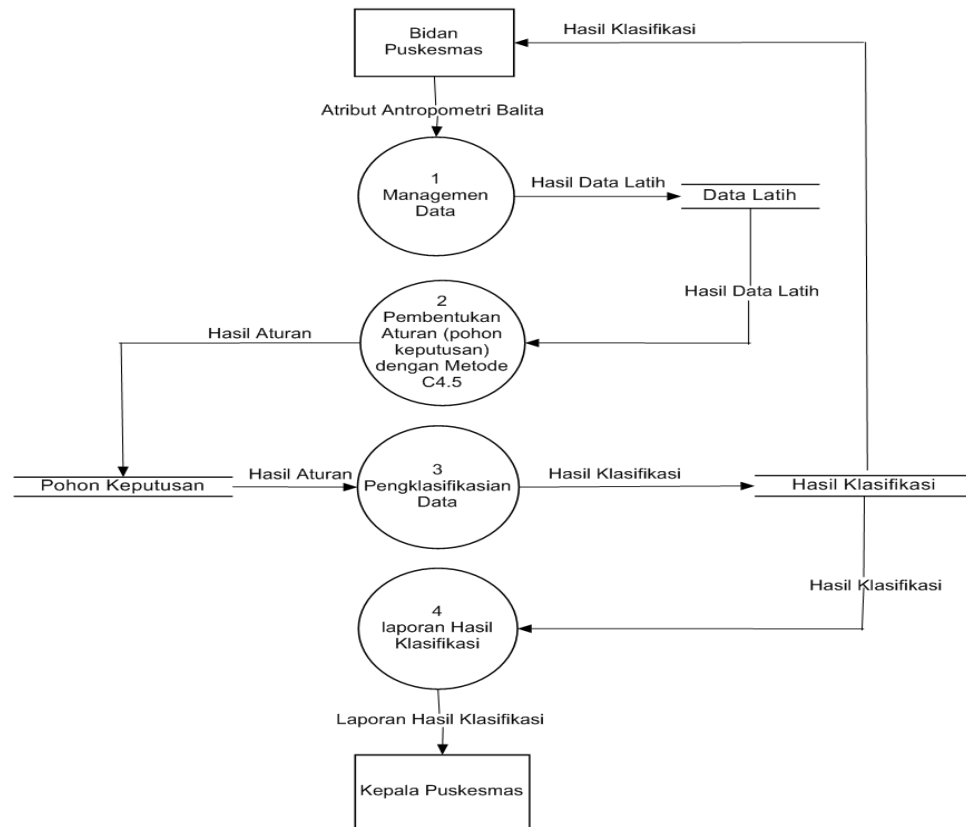 Bidan
Puskesmas
Hasil Klasifikasi
Atribut Antropometri Balita
1
Managemen
Data
Hasil Data Latih
Data Latih
Hasil Data Latih
2
Pembentukan
Aturan (pohon
keputusan)
dengan Metode
C4.5
Hasil Aturan
Pohon Keputusan
Hasil Aturan
3
Pengklasifikasian
Data
Hasil Klasifikasi
Hasil Klasifikasi
Hasil Klasifikasi
4
laporan Hasil
Klasifikasi
Laporan Hasil Klasifikasi
Kepala Puskesmas